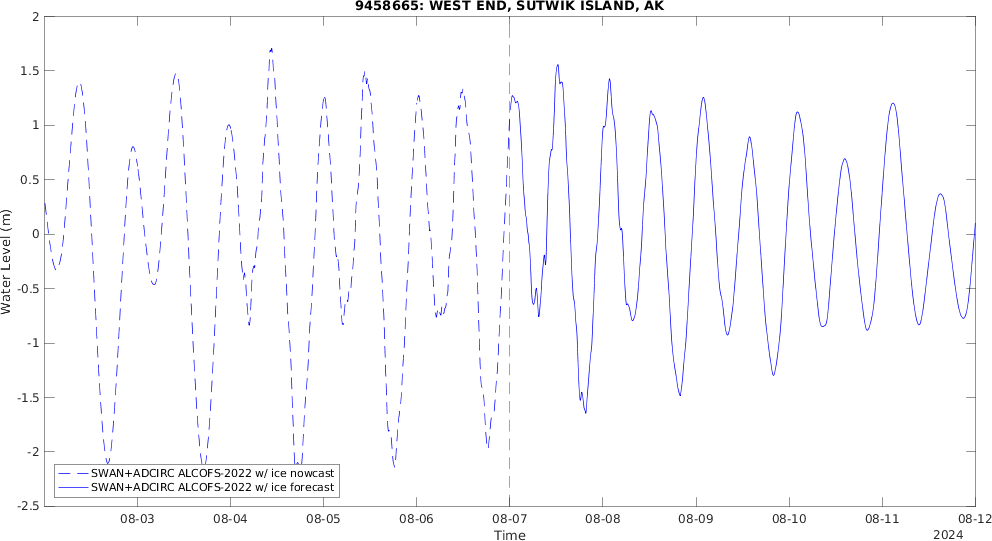 9458665: WEST END, SUTWIK ISLAND, AK
2
1.5
1
0.5
0
-0.5
-1
-1.5
-2
-2.5
Water Level (m)
SWAN+ADCIRC ALCOFS-2022 w/ ice nowcast
SWAN+ADCIRC ALCOFS-2022 w/ ice forecast
08-03 08-04 08-05 08-06 08-07 08-08 08-09 08-10 08-11 08-12
Time
2024